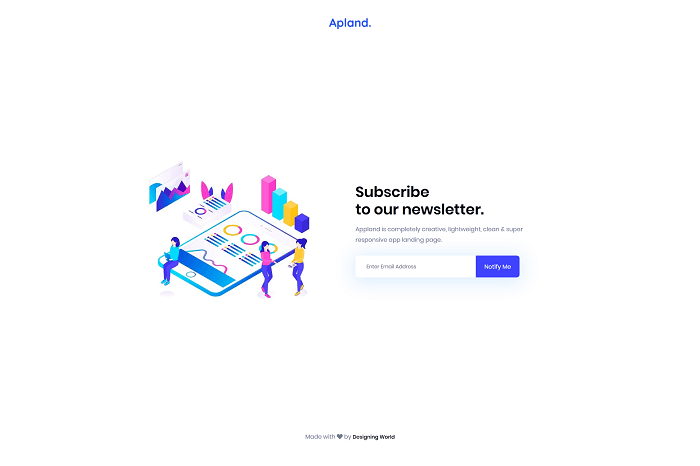 Apland.
Subscribe
to our newsletter.
Appland is completely creative, lightweight, clean & super
responsive app landing page.
Enter Email Address
Notify Me
Made with ❤ by Designing World